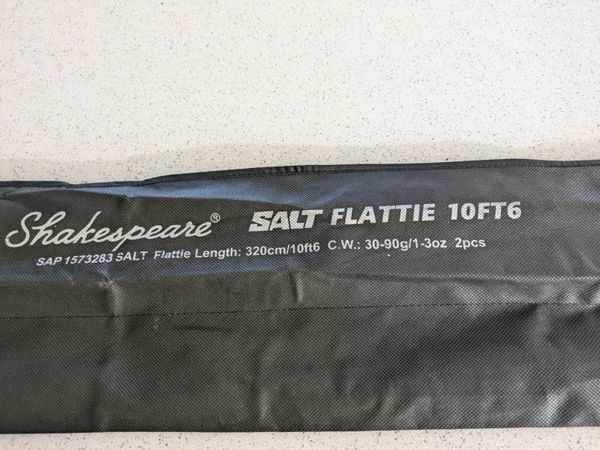 Shakespeare® SALT FLATTIE 10FT6
SAP 1573283 SALT Flattie Length: 320cm/10ft6 C.W.: 30-90g/1-3oz 2pcs